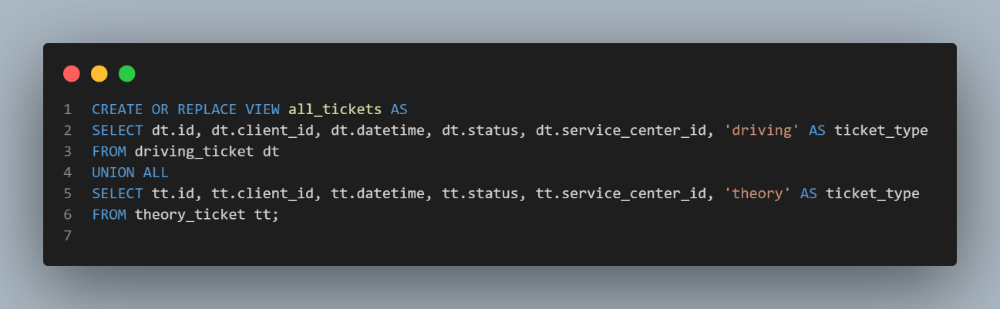 1 CREATE OR REPLACE VIEW all_tickets AS
2 SELECT dt.id, dt.client_id, dt.datetime, dt.status, dt.service_center_id, 'driving' AS ticket_type
3 FROM driving_ticket dt
4 UNION ALL
5 SELECT tt.id, tt.client_id, tt.datetime, tt.status, tt.service_center_id, 'theory' AS ticket_type
6 FROM theory_ticket tt;
7